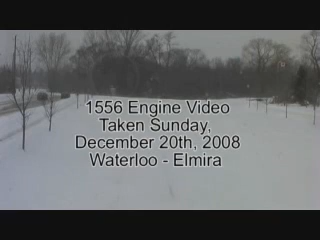 1556 Engine Video
Taken Sunday,
December 20th, 2008
Waterloo - Elmira